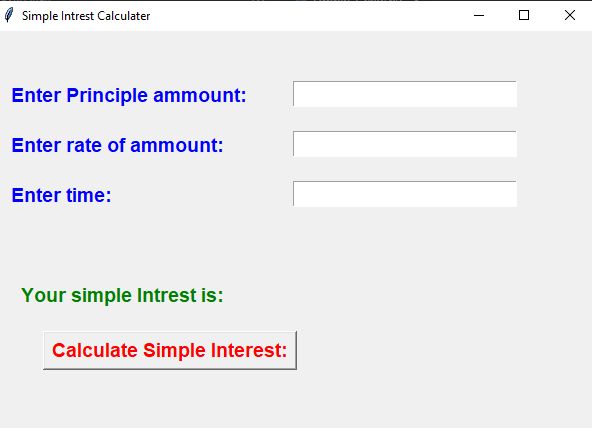 Simple Intrest Calculater
Enter Principle ammount:
Enter rate of ammount:
Enter time:
Your simple Intrest is:
Calculate Simple Interest: